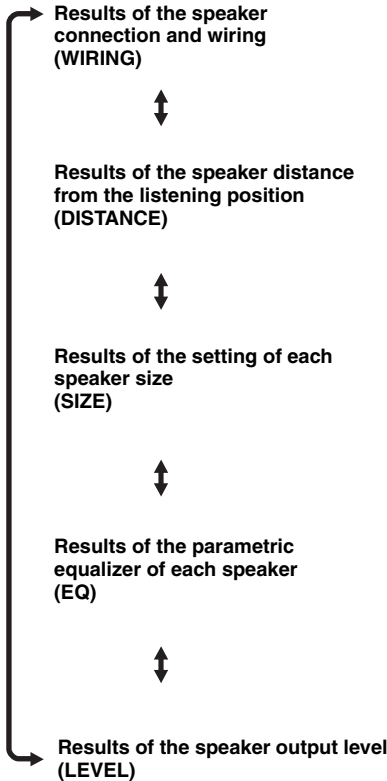 Results of the speaker
connection and wiring
(WIRING)
Results of the speaker distance
from the listening position
(DISTANCE)
Results of the setting of each
speaker size
(SIZE)
Results of the parametric
equalizer of each speaker
(EQ)
Results of the speaker output level
(LEVEL)